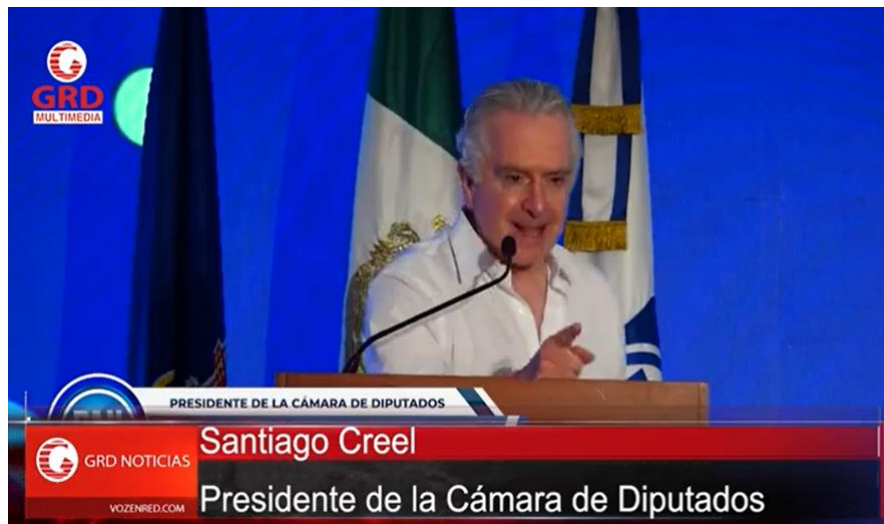 GRD
MULTIMEDIA
PRESIDENTE DE LA CÁMARA DE DIPUTADOS
Santiago Creel
GRD NOTICIAS
VOZENRED.COM
Presidente de la Cámara de Diputados